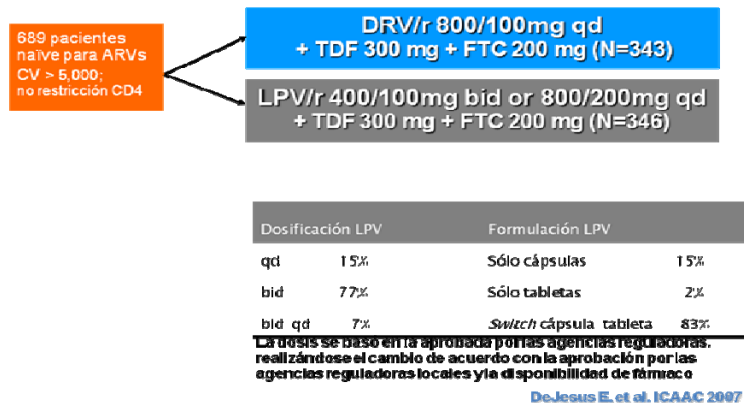 689 pacientes
naïve para ARVs
CV > 5,000;
no restricción CD4
DRV/r 800/100mg qd
+ TDF 300 mg + FTC 200 mg (N=343)
LPV/r 400/100mg bid or 800/200mg qd
+ TDF 300 mg + FTC 200 mg (N=346)
Dosificación LPV Formulación LPV
qd 15% Sólo cápsulas 15%
bid 77% Sólo tabletas 2%
bid qd 7% Switch cápsula tableta 83%
La dosis se basó en la aprobada por las agencias reguladoras,
realizándose el cambio de acuerdo con la aprobación por las
agencias reguladoras locales y la disponibilidad de fármaco
DeJesus E. et al. ICAAC 2007